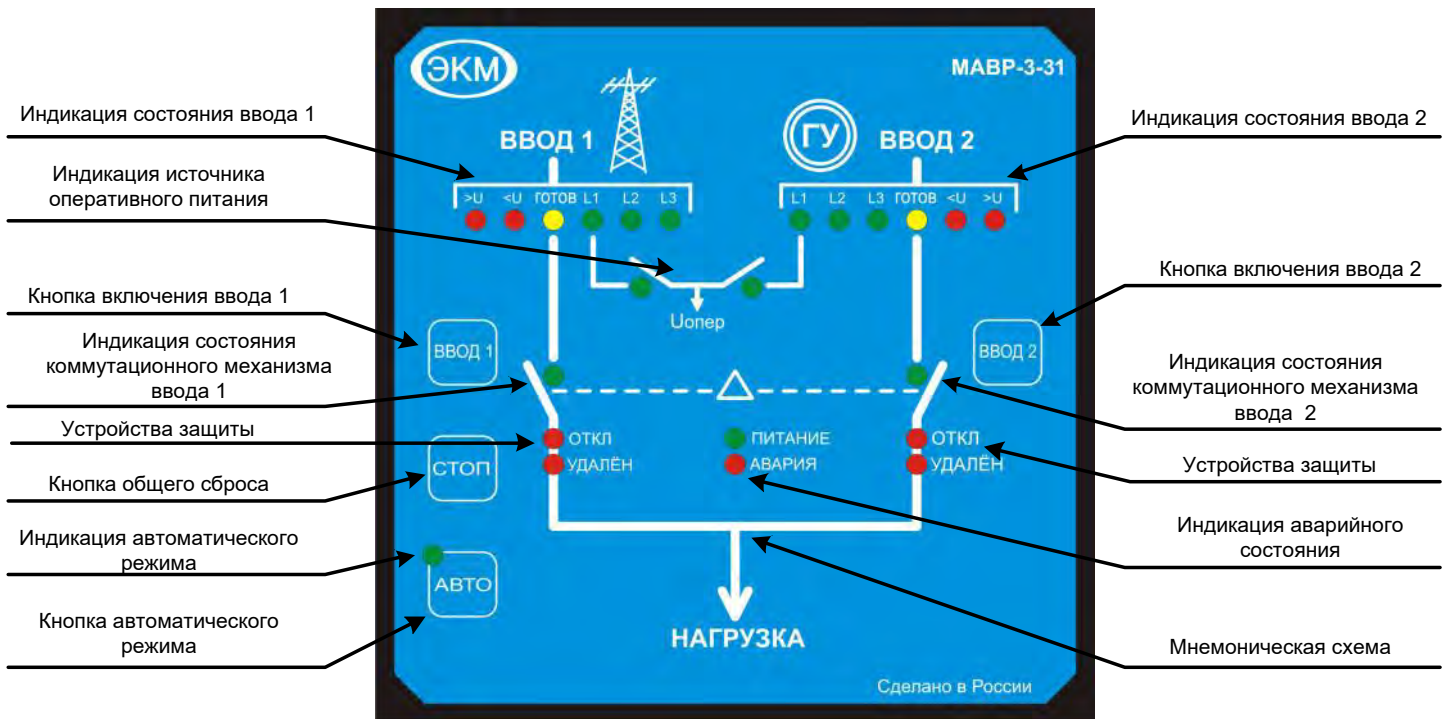 ЭКМ
МАВР-3-31
Индикация состояния ввода 1
Индикация состояния ввода 2
ВВОД 1
ГУ
ВВОД 2
Индикация источника
оперативного питания
>U <U ГОТОВ L1 L2 L3
L1 L2 L3 ГОТОВ <U >U
Кнопка включения ввода 1
Кнопка включения ввода 2
Uопер
ВВОД 1
ВВОД 2
Индикация состояния
коммутационного механизма
ввода 1
Индикация состояния
коммутационного механизма
ввода 2
Устройства защиты
ОТКЛ
ПИТАНИЕ
ОТКЛ
УДАЛЁН
АВАРИЯ
УДАЛЁН
Устройства защиты
СТОП
Кнопка общего сброса
Индикация аварийного
состояния
Индикация автоматического
режима
АВТО
Кнопка автоматического
режима
НАГРУЗКА
Мнемоническая схема
Сделано в России